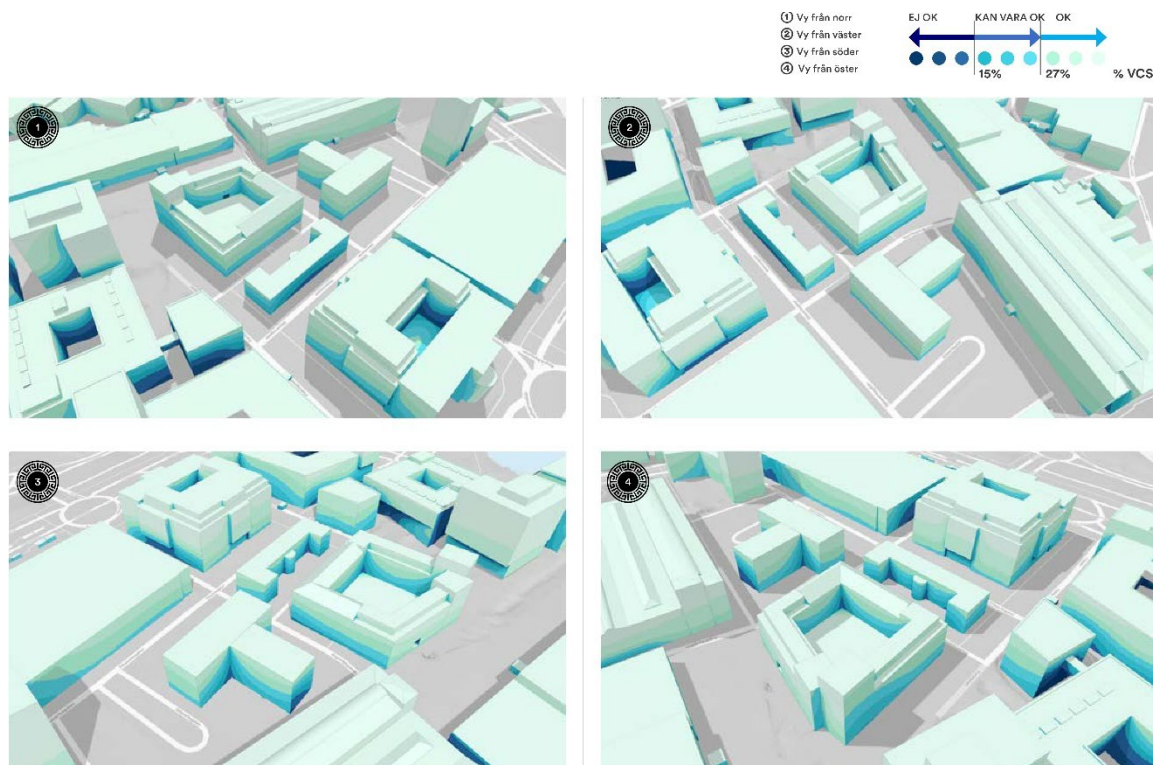 ① Vy från norr
② Vy från väster
③ Vy från söder
④ Vy från öster
EJ OK KAN VARA OK OK
15% 27% % VCS
1
2
3
4